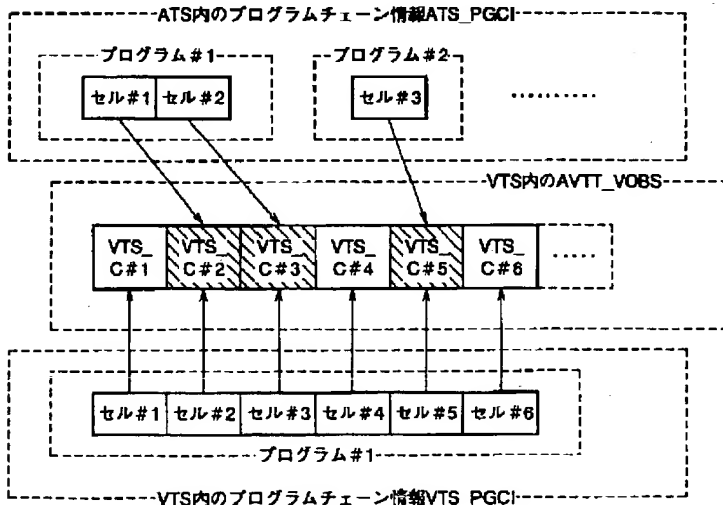 ATS内のプログラムチェーン情報ATS_PGCI
プログラム#1
プログラム#2
セル#1 セル#2 セル#3 ‥‥‥‥
VTS内のAVTT_VOBS
VTS_ VTS_ VTS_ VTS_ VTS_ VTS_
C#1 C#2 C#3 C#4 C#5 C#6 ‥‥
セル#1 セル#2 セル#3 セル#4 セル#5 セル#6
プログラム#1
VTS内のプログラムチェーン情報VTS_PGCI